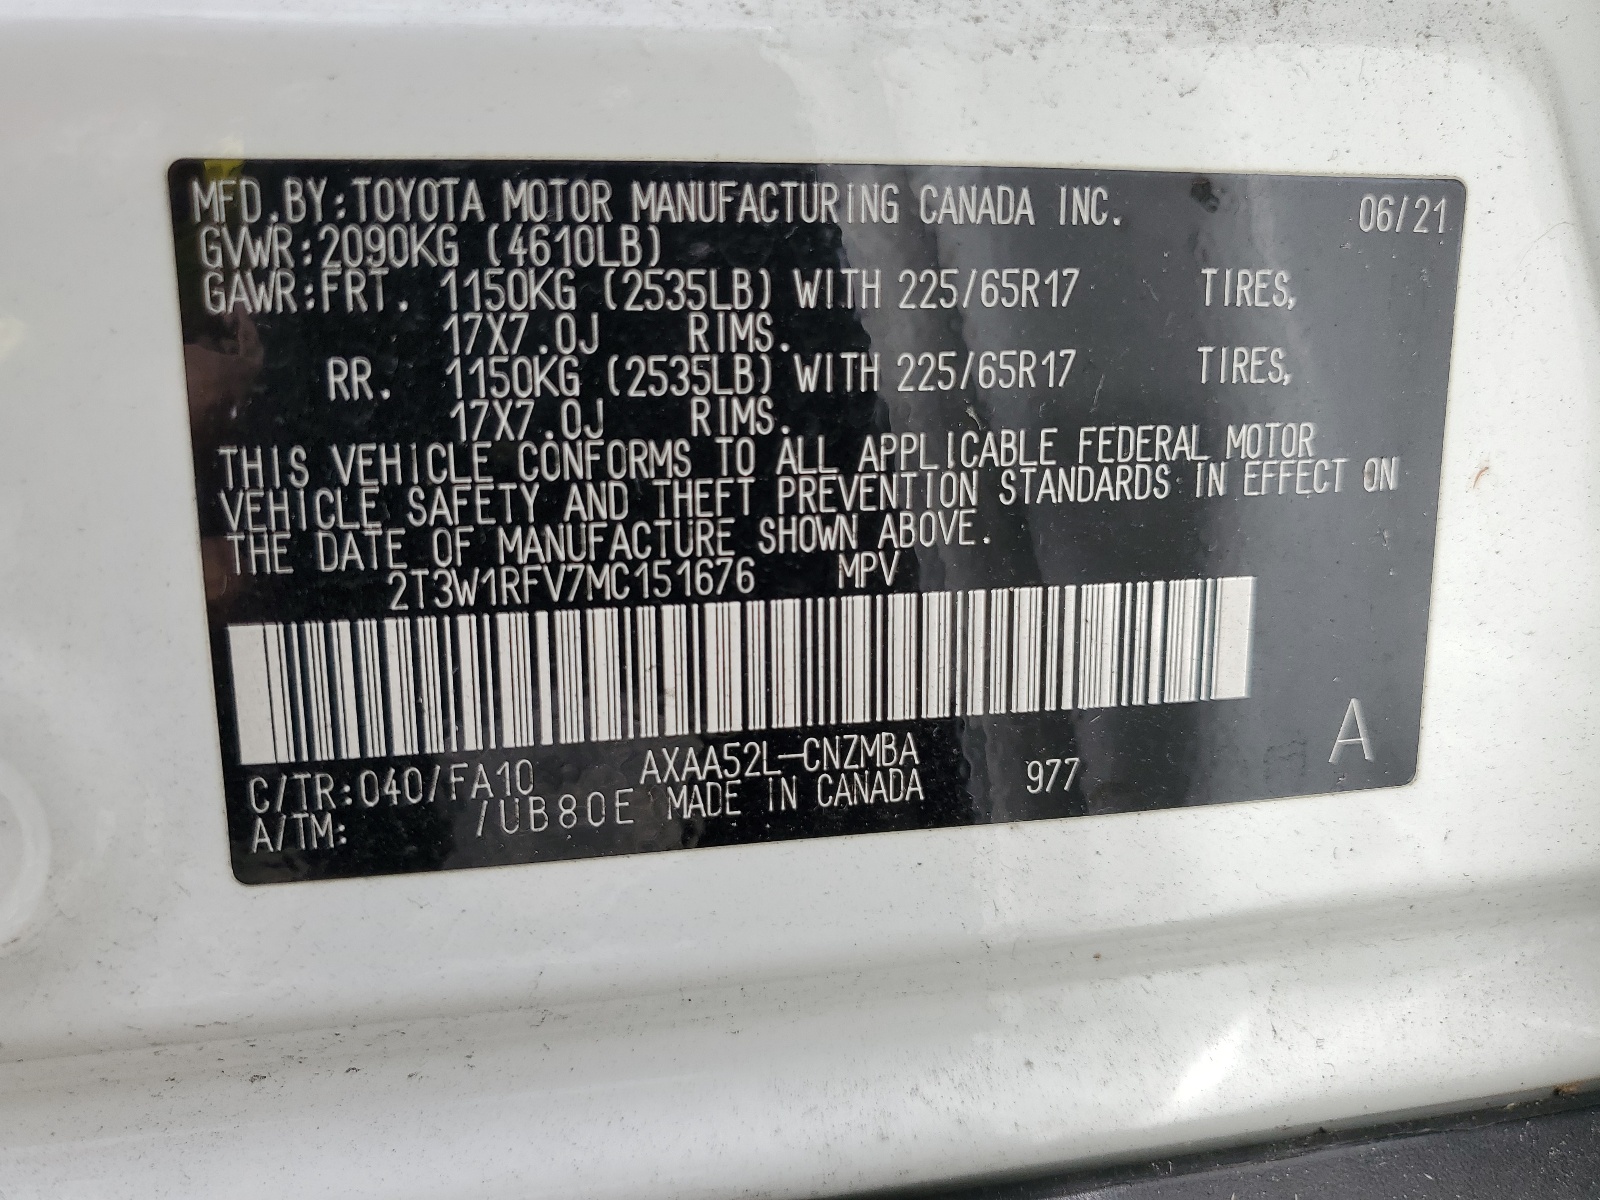 MFD.BY:TOYOTA MOTOR MANUFACTURING CANADA INC. 06/21
GVWR:2090KG (4610LB)
GAWR:FRT. 1150KG (2535LB) WITH 225/65R17 TIRES,
17X7.0J RIMS.
RR. 1150KG (2535LB) WITH 225/65R17 TIRES,
17X7.0J RIMS.
THIS VEHICLE CONFORMS TO ALL APPLICABLE FEDERAL MOTOR
VEHICLE SAFETY AND THEFT PREVENTION STANDARDS IN EFFECT ON
THE DATE OF MANUFACTURE SHOWN ABOVE.
2T3W1RFV7MC151676 MPV
C/TR:040/FA10 AXAA52L-CNZMBA 977 A
A/TM: /UB80E MADE IN CANADA